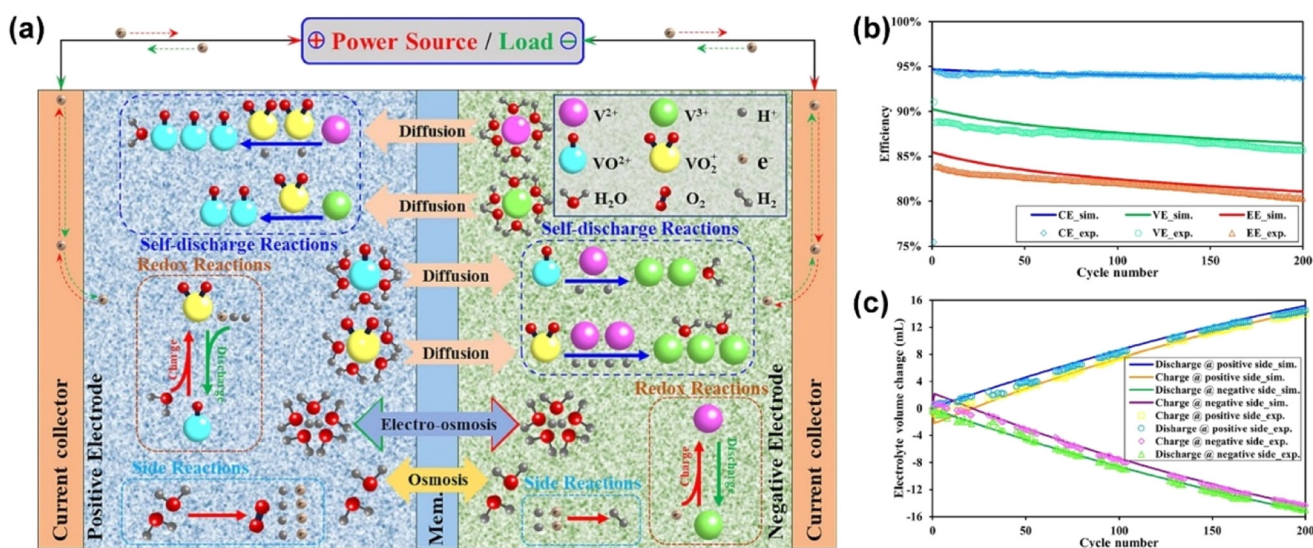 (a)
⊕ Power Source / Load ⊖
Diffusion
Self-discharge Reactions
Diffusion
V²⁺
V³⁺
H⁺
VO²⁺
VO₂⁺
e⁻
H₂O
O₂
H₂
Self-discharge Reactions
Redox Reactions
Diffusion
Charge
Discharge
Diffusion
Redox Reactions
Electro-osmosis
Charge
Discharge
Side Reactions
Osmosis
Side Reactions
Current collector
Positive Electrode
Mem.
Negative Electrode
Current collector
(b)
95%
95%
90%
85%
80%
75%
Efficiency
CE_sim.
VE_sim.
EE_sim.
CE_exp.
VE_exp.
EE_exp.
0
50
100
150
200
Cycle number
(c)
16
12
8
4
0
-4
-8
-12
-16
Electrolyte volume change (mL)
Discharge @ positive side_sim.
Charge @ positive side_sim.
Discharge @ negative side_sim.
Charge @ negative side_sim.
Charge @ positive side_exp.
Disharge @ positive side_exp.
Charge @ negative side_exp.
Discharge @ negative side_exp.
0
50
100
150
200
Cycle number